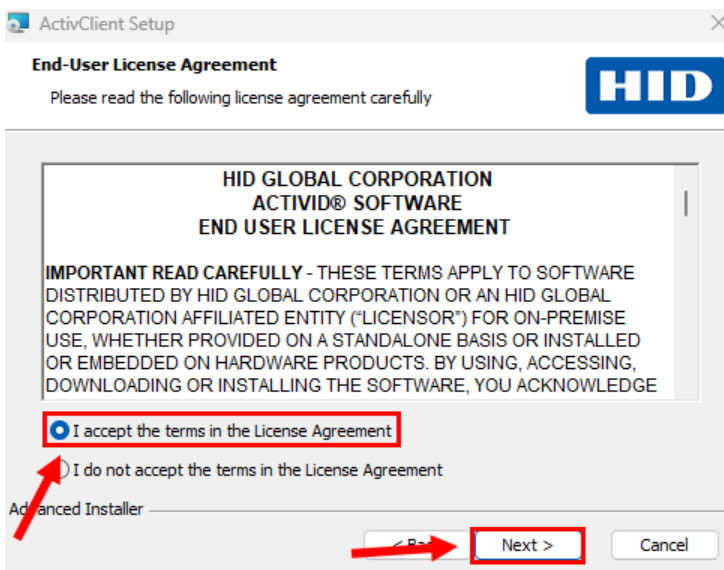 ActivClient Setup
End-User License Agreement
Please read the following license agreement carefully
HID
HID GLOBAL CORPORATION
ACTIVID® SOFTWARE
END USER LICENSE AGREEMENT
IMPORTANT READ CAREFULLY - THESE TERMS APPLY TO SOFTWARE
DISTRIBUTED BY HID GLOBAL CORPORATION OR AN HID GLOBAL
CORPORATION AFFILIATED ENTITY (“LICENSOR”) FOR ON-PREMISE
USE, WHETHER PROVIDED ON A STANDALONE BASIS OR INSTALLED
OR EMBEDDED ON HARDWARE PRODUCTS. BY USING, ACCESSING,
DOWNLOADING OR INSTALLING THE SOFTWARE, YOU ACKNOWLEDGE
I accept the terms in the License Agreement
I do not accept the terms in the License Agreement
Advanced Installer
Next > Cancel